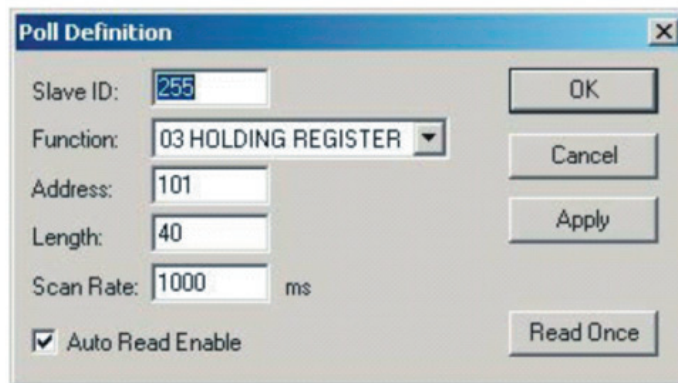 Poll Definition
Slave ID: 255
OK
Function: 03 HOLDING REGISTER
Cancel
Address: 101
Apply
Length: 40
Scan Rate: 1000 ms
Auto Read Enable
Read Once